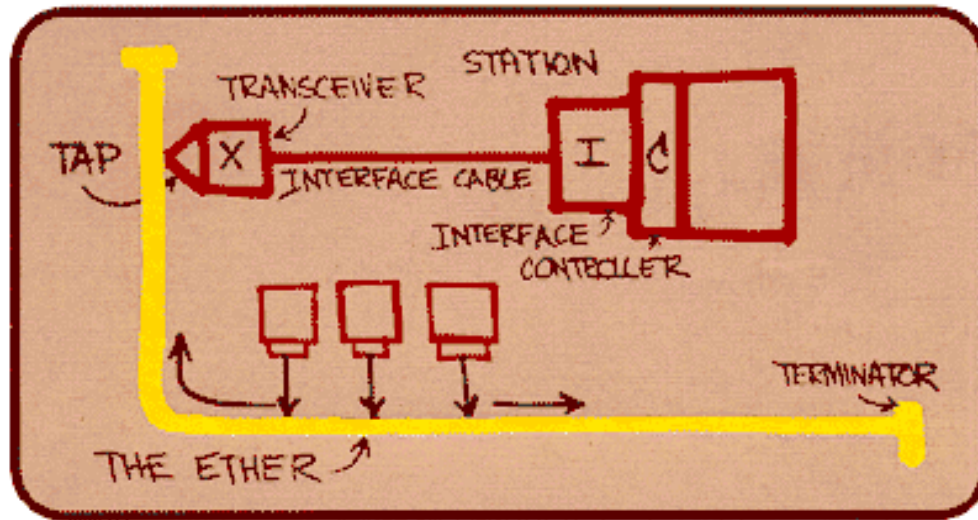 STATION
TRANSCEIVER
TAP
X
I
C
INTERFACE CABLE
INTERFACE
CONTROLLER
TERMINATOR
THE ETHER